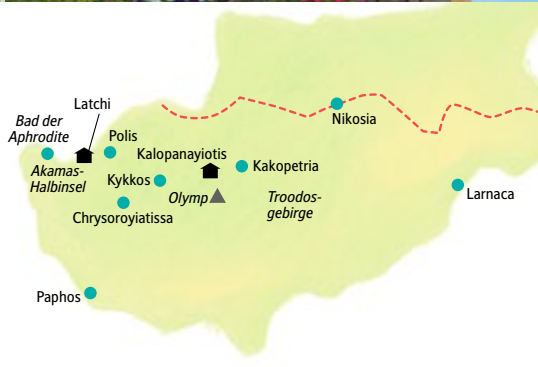 Latchi
Bad der
Aphrodite
Polis
Nikosia
Kalopanayiotis
Kakopetria
Akamas-
Halbinsel
Kykkos
Olymp
Troodos-
gebirge
Larnaca
Chrysoroyiatissa
Paphos